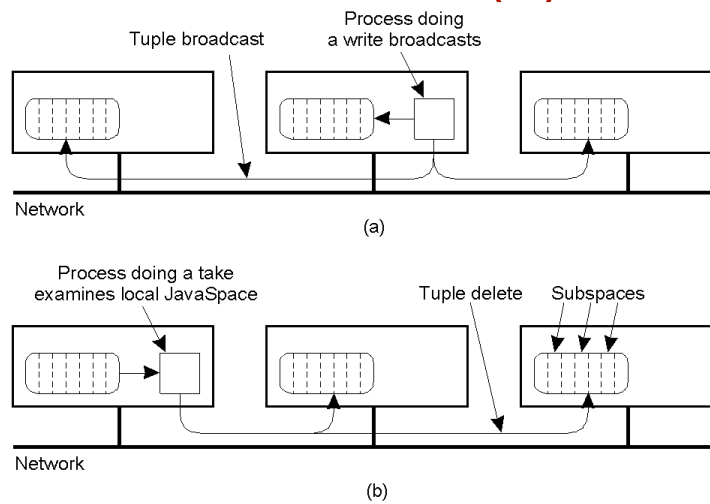 Process doing
a write broadcasts
Tuple broadcast
Network
(a)
Process doing a take
examines local JavaSpace
Tuple delete
Subspaces
Network
(b)